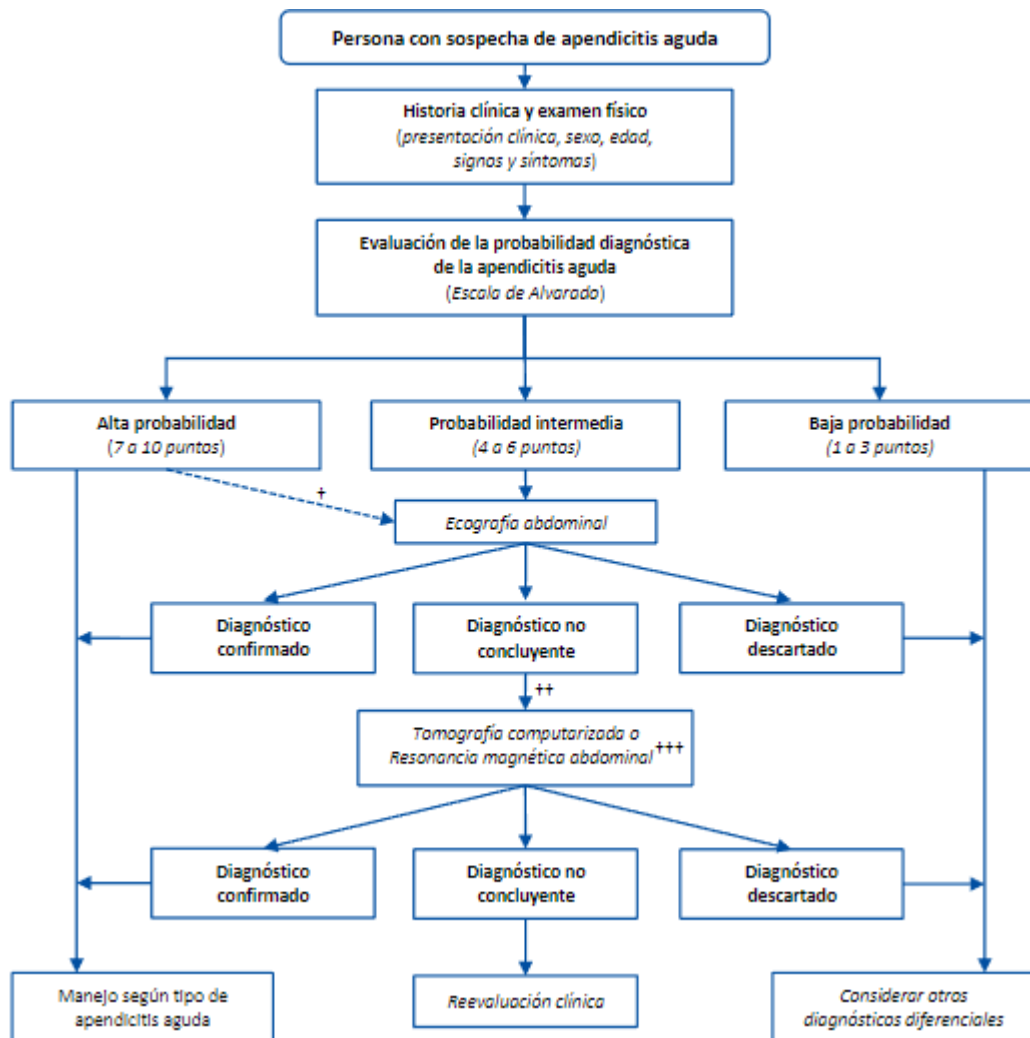 Persona con sospecha de apendicitis aguda
Historia clínica y examen físico
(presentación clínica, sexo, edad,
signos y síntomas)
Evaluación de la probabilidad diagnóstica
de la apendicitis aguda
(Escala de Alvarado)
Alta probabilidad
(7 a 10 puntos)
Probabilidad intermedia
(4 a 6 puntos)
Baja probabilidad
(1 a 3 puntos)
†
Ecografía abdominal
Diagnóstico
confirmado
Diagnóstico no
concluyente
Diagnóstico
descartado
††
Tomografía computarizada o
Resonancia magnética abdominal †††
Diagnóstico
confirmado
Diagnóstico no
concluyente
Diagnóstico
descartado
Manejo según tipo de
apendicitis aguda
Reevaluación clínica
Considerar otros
diagnósticos diferenciales